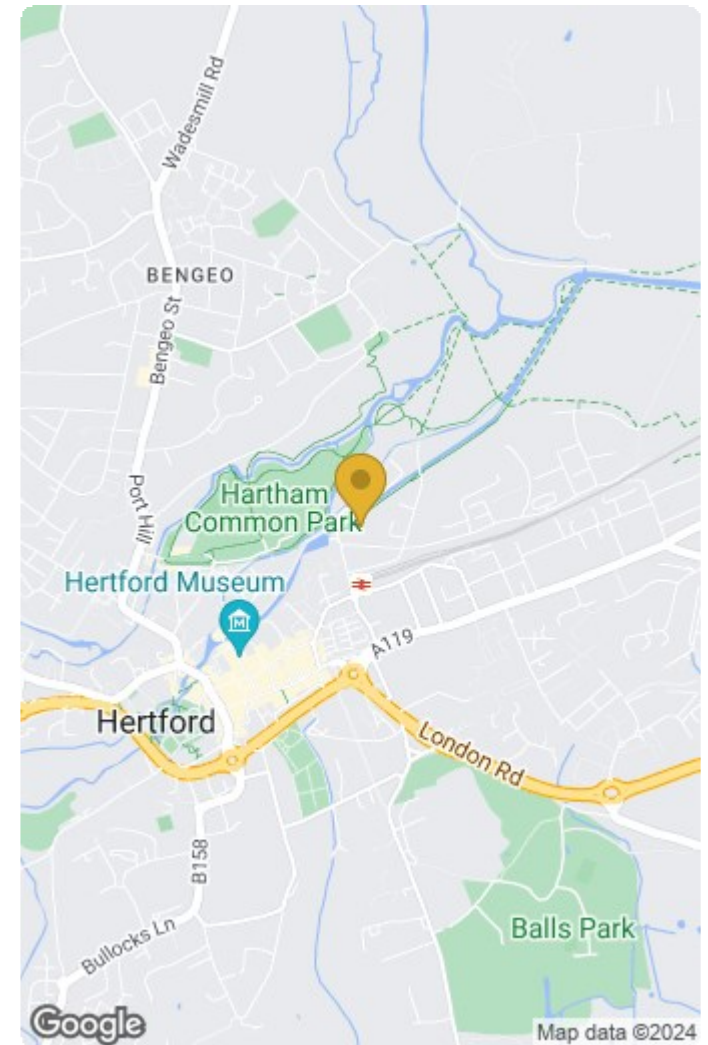 Wadesmill Rd
BENGEO
Bengeo St
Port Hill
Hartham
Common Park
Hertford Museum
M
A119
Hertford
London Rd
B158
Bullocks Ln
Balls Park
Google
Map data ©2024